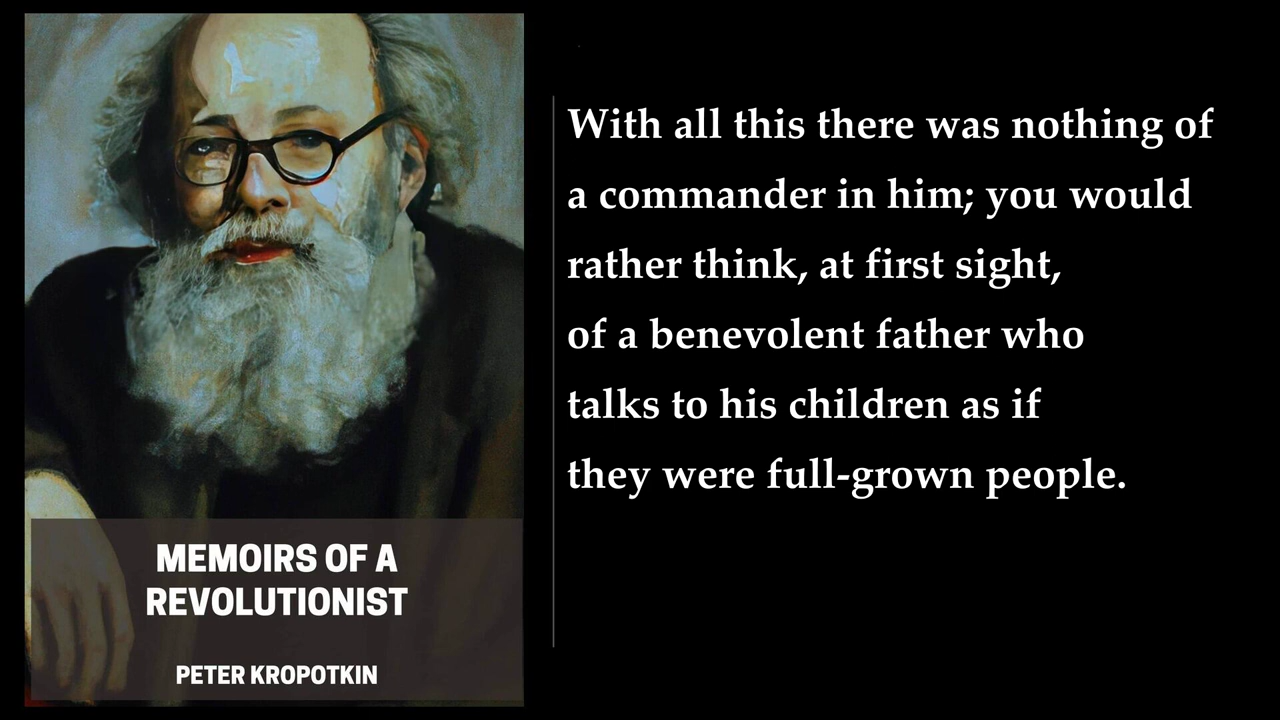 With all this there was nothing of
a commander in him; you would
rather think, at first sight,
of a benevolent father who
talks to his children as if
they were full-grown people.
MEMOIRS OF A
REVOLUTIONIST
PETER KROPOTKIN